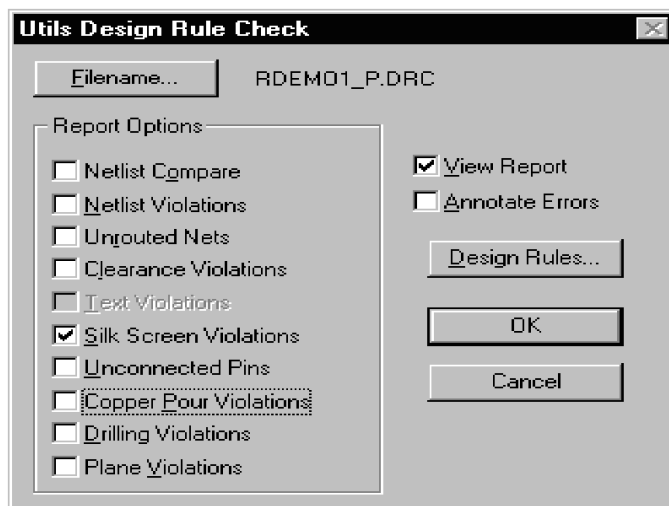 Utils Design Rule Check
Filename...
RDEMO1_P.DRC
Report Options
Netlist Compare
Netlist Violations
Unrouted Nets
Clearance Violations
Text Violations
Silk Screen Violations
Unconnected Pins
Copper Pour Violations
Drilling Violations
Plane Violations
View Report
Annotate Errors
Design Rules...
OK
Cancel